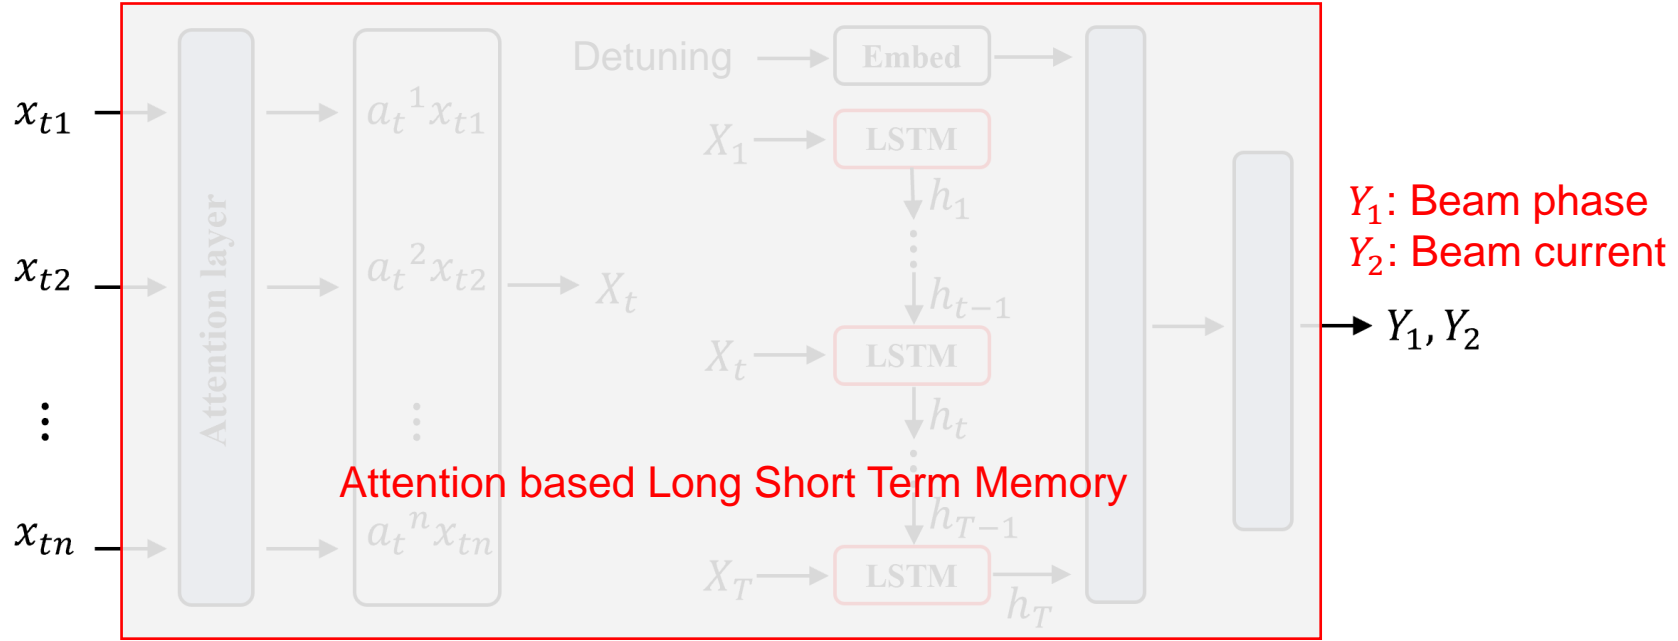 x_{t1}
x_{t2}
⋮
x_{tn}
Attention layer
a_t^1 x_{t1}
a_t^2 x_{t2}
⋮
a_t^n x_{tn}
X_t
Detuning
Embed
X_1
LSTM
h_1
⋮
h_{t-1}
X_t
LSTM
h_t
⋮
Attention based Long Short Term Memory
h_{T-1}
X_T
LSTM
h_T
Y_1: Beam phase
Y_2: Beam current
Y_1, Y_2